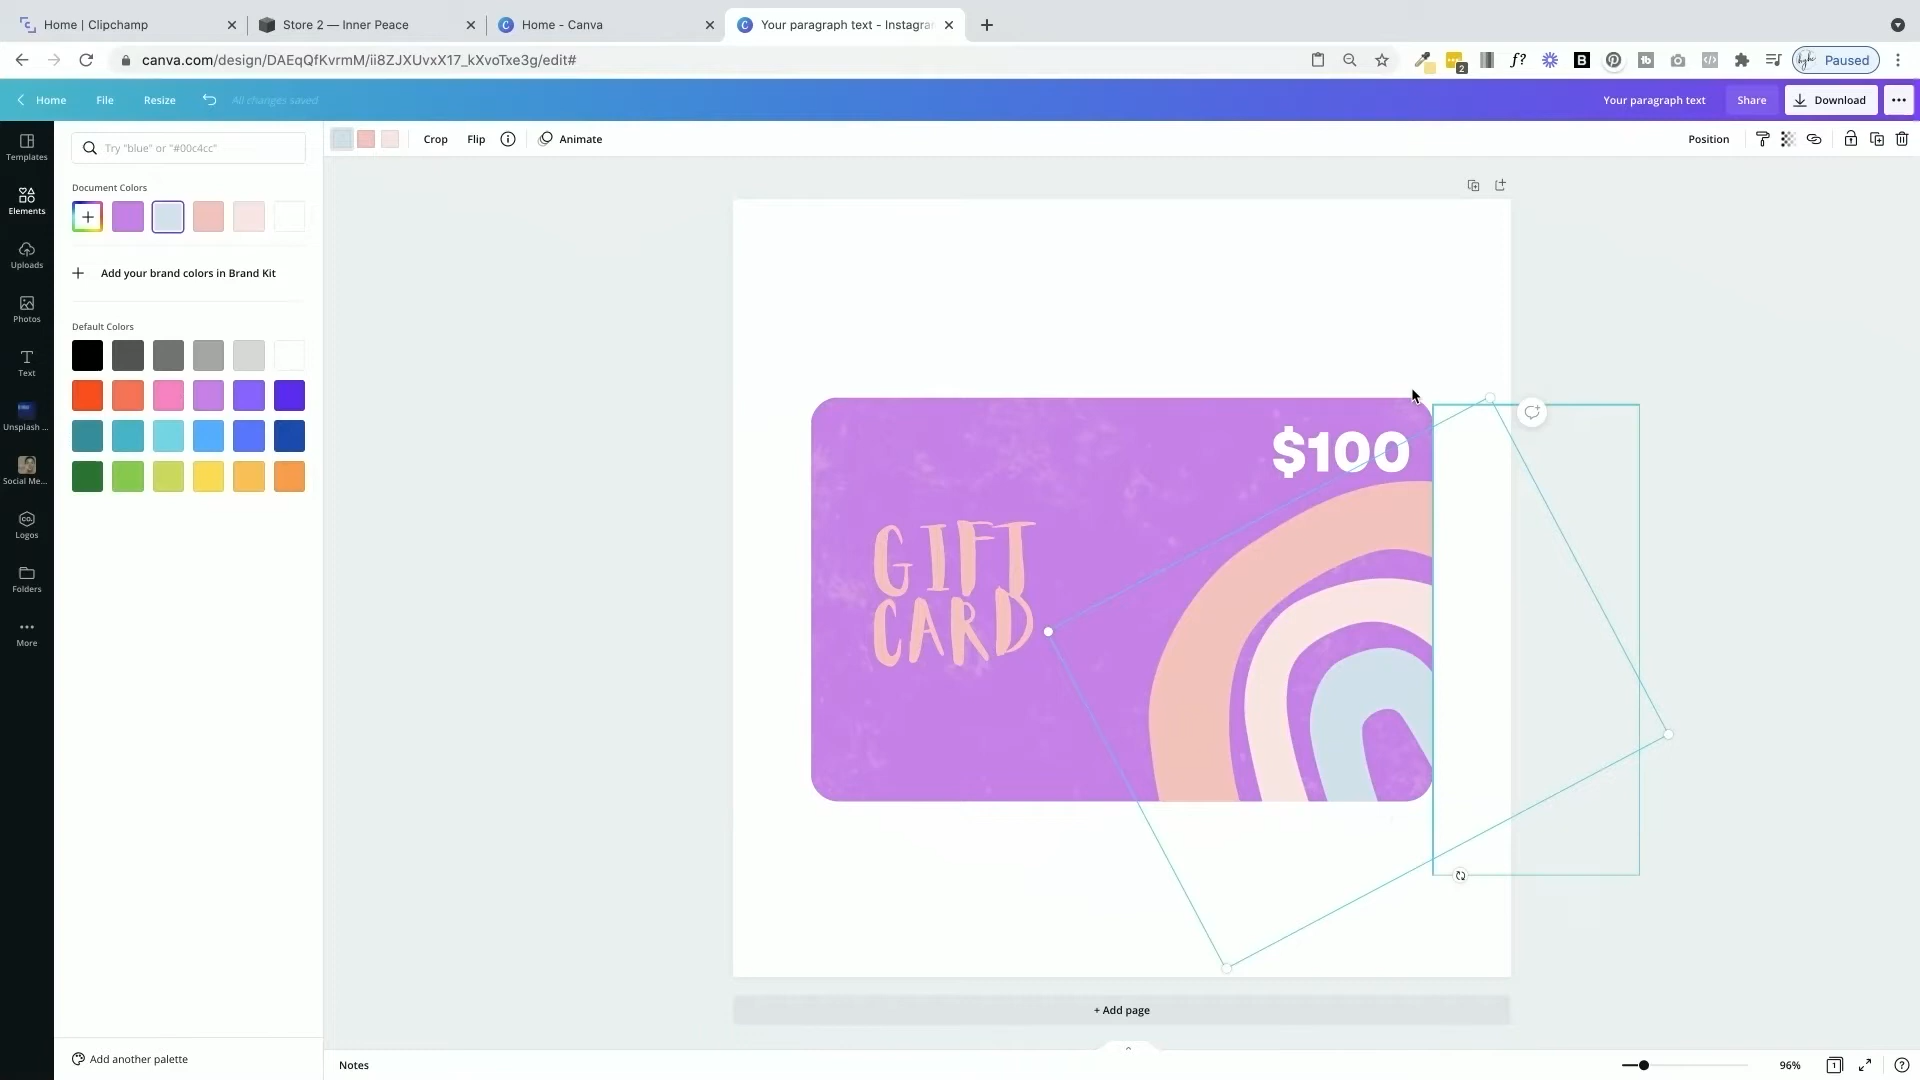 Home | Clipchamp
Store 2 — Inner Peace
Home - Canva
Your paragraph text - Instagra
canva.com/design/DAEqQfKvrmM/ii8ZJXUvxX17_kXvoTxe3g/edit#
2
f?
B
Paused
Home
File
Resize
All changes saved
Your paragraph text
Share
Download
Templates
Elements
Uploads
Photos
Text
Unsplash ...
Social Me...
Logos
Folders
More
Try "blue" or "#00c4cc"
Document Colors
Add your brand colors in Brand Kit
Default Colors
Add another palette
Crop
Flip
Animate
Position
$100
GIFT
CARD
+ Add page
Notes
96%
1